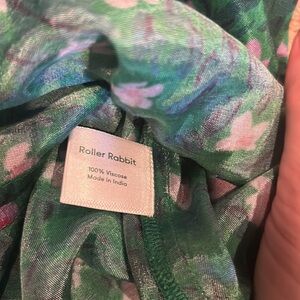 Roller Rabbit
100% Viscose
Made in India